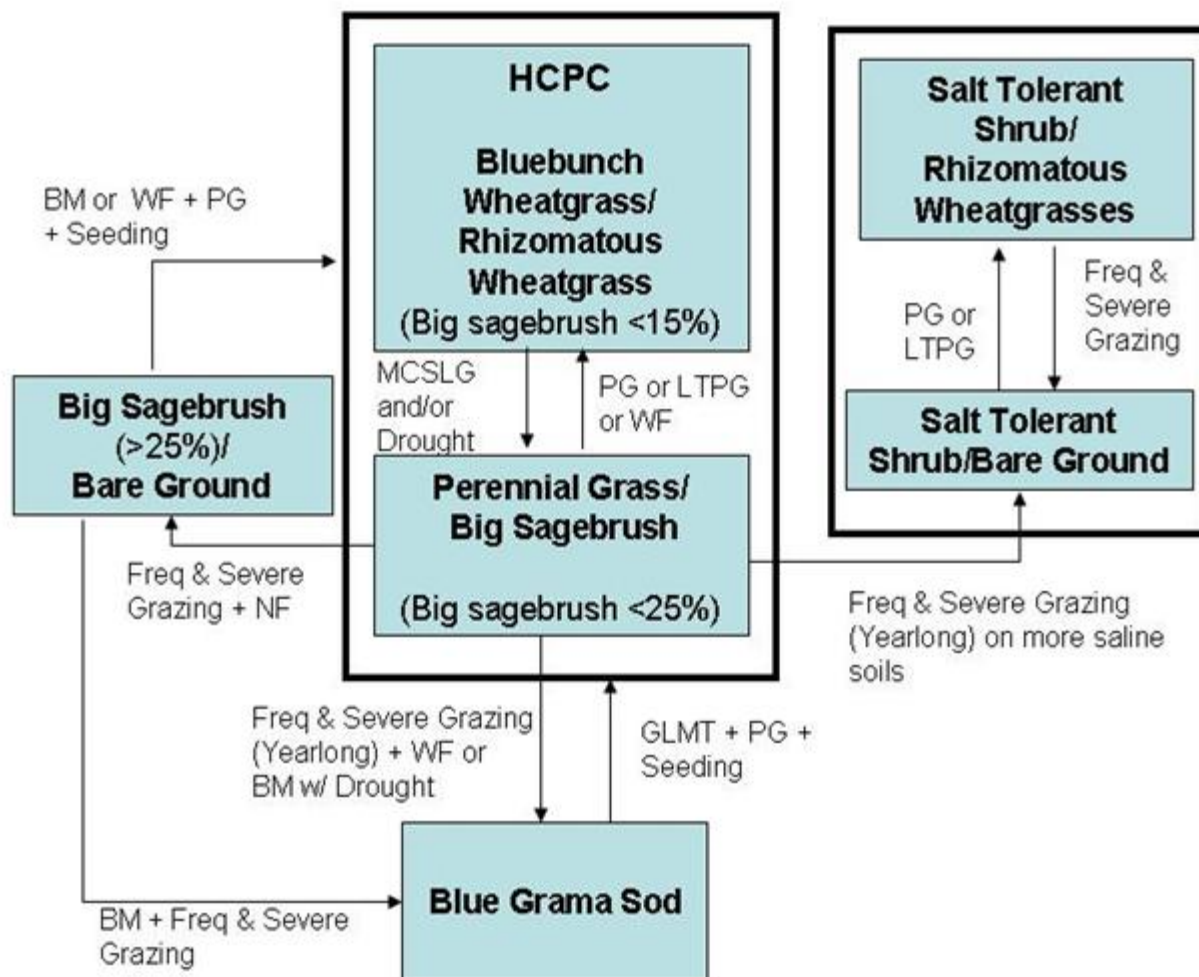 HCPC
Bluebunch
Wheatgrass/
Rhizomatous
Wheatgrass
(Big sagebrush <15%)
Salt Tolerant
Shrub/
Rhizomatous
Wheatgrasses
BM or WF + PG
+ Seeding
MCSLG
and/or
Drought
PG or LTPG
or WF
PG or
LTPG
Freq &
Severe
Grazing
Big Sagebrush
(>25%)/
Bare Ground
Perennial Grass/
Big Sagebrush
(Big sagebrush <25%)
Salt Tolerant
Shrub/Bare Ground
Freq & Severe
Grazing + NF
Freq & Severe Grazing
(Yearlong) on more saline
soils
Freq & Severe Grazing
(Yearlong) + WF or
BM w/ Drought
GLMT + PG +
Seeding
Blue Grama Sod
BM + Freq & Severe
Grazing